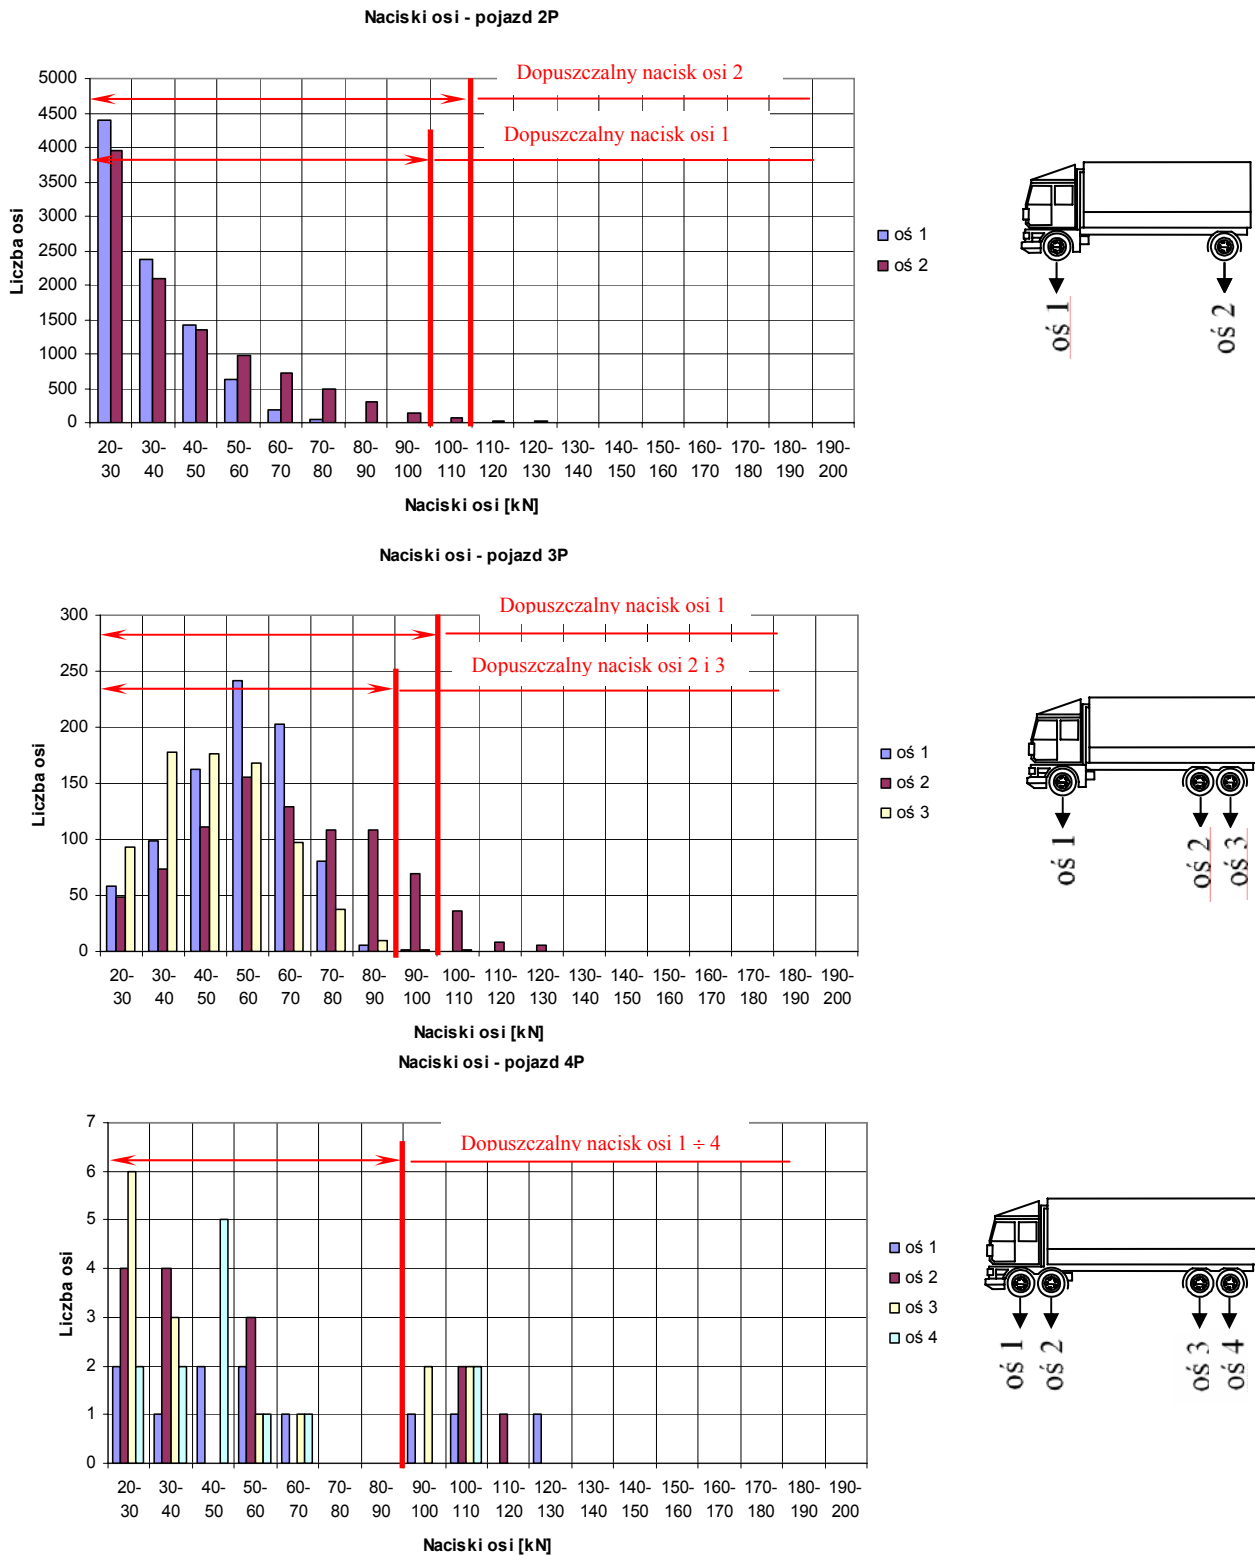 Naciski osi - pojazd 2P
Dopuszczalny nacisk osi 2
Dopuszczalny nacisk osi 1
5000
4500
4000
3500
3000
2500
2000
1500
1000
500
0
Liczba osi
20-30 30-40 40-50 50-60 60-70 70-80 80-90 90-100 100-110 110-120 120-130 130-140 140-150 150-160 160-170 170-180 180-190 190-200
Naciski osi [kN]
oś 1
oś 2
oś 1
oś 2
Naciski osi - pojazd 3P
Dopuszczalny nacisk osi 1
Dopuszczalny nacisk osi 2 i 3
300
250
200
150
100
50
0
Liczba osi
20-30 30-40 40-50 50-60 60-70 70-80 80-90 90-100 100-110 110-120 120-130 130-140 140-150 150-160 160-170 170-180 180-190 190-200
Naciski osi [kN]
oś 1
oś 2
oś 3
oś 1
oś 2
oś 3
Naciski osi - pojazd 4P
Dopuszczalny nacisk osi 1 ÷ 4
7
6
5
4
3
2
1
0
Liczba osi
20-30 30-40 40-50 50-60 60-70 70-80 80-90 90-100 100-110 110-120 120-130 130-140 140-150 150-160 160-170 170-180 180-190 190-200
Naciski osi [kN]
oś 1
oś 2
oś 3
oś 4
oś 1
oś 2
oś 3
oś 4